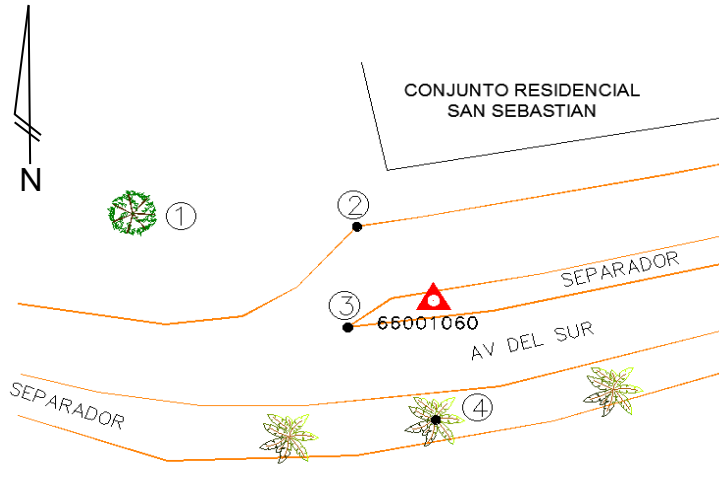 CONJUNTO RESIDENCIAL
SAN SEBASTIAN
N
1
2
SEPARADOR
3
66001060
AV DEL SUR
SEPARADOR
4